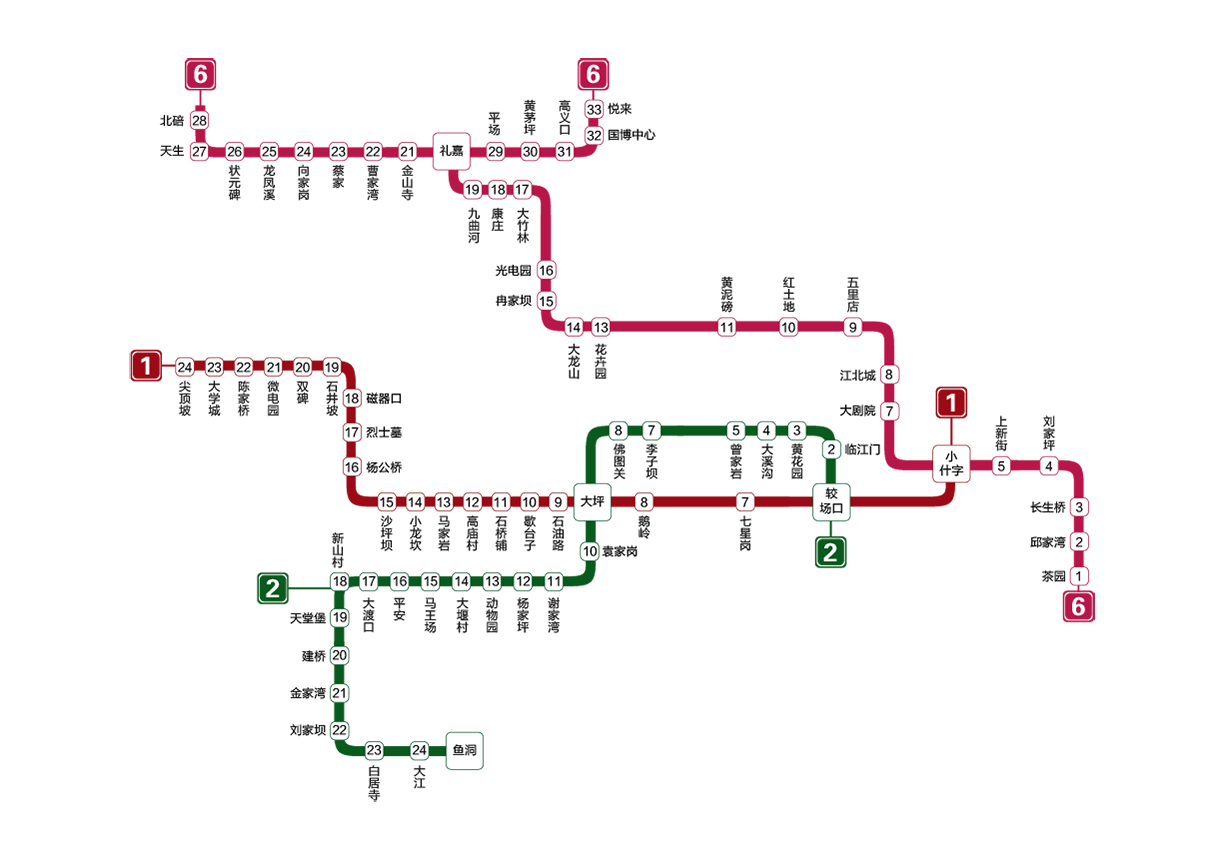 6
6
北碚
28
33
悦来
32
国博中心
天生
27
26
状元碑
25
龙凤溪
24
向家岗
23
蔡家
22
曹家湾
21
金山寺
礼嘉
平场
29
黄茅坪
30
高义口
31
19
九曲河
18
康庄
17
大竹林
光电园
16
冉家坝
15
14
大龙山
13
花卉园
黄泥磅
11
红土地
10
五里店
9
江北城
8
大剧院
7
1
24
尖顶坡
23
大学城
22
陈家桥
21
微电园
20
双碑
19
石井坡
18
磁器口
17
烈士墓
16
杨公桥
15
沙坪坝
14
小龙坎
13
马家岩
12
高庙村
11
石桥铺
10
歇台子
9
石油路
大坪
8
鹅岭
7
七星岗
较
场口
2
小
什字
1
8
佛图关
7
李子坝
5
曾家岩
4
大溪沟
3
黄花园
2
临江门
上新街
5
刘家坪
4
长生桥
3
邱家湾
2
茶园
1
6
10
袁家岗
2
新山村
18
17
大渡口
16
平安
15
马王场
14
大堰村
13
动物园
12
杨家坪
11
谢家湾
天堂堡
19
建桥
20
金家湾
21
刘家坝
22
23
白居寺
24
大江
鱼洞